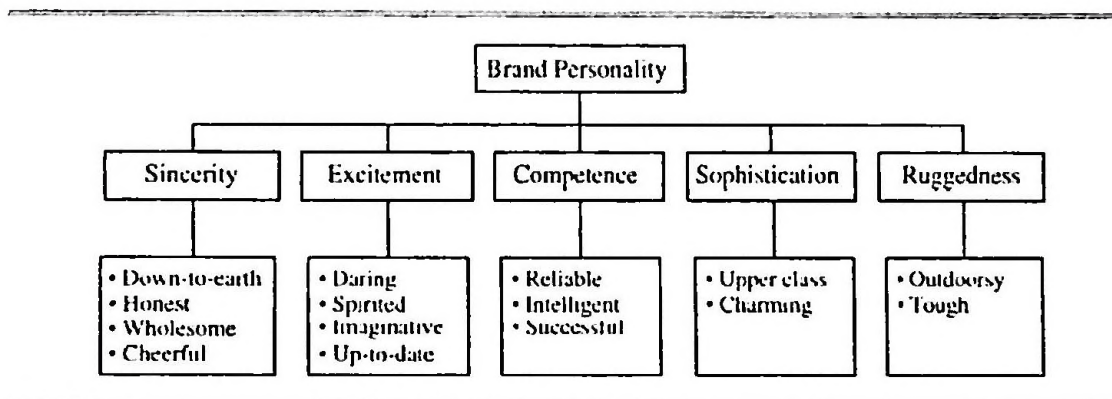 Brand Personality
Sincerity
Excitement
Competence
Sophistication
Ruggedness
• Down-to-earth
• Honest
• Wholesome
• Cheerful
• Daring
• Spirited
• Imaginative
• Up-to-date
• Reliable
• Intelligent
• Successful
• Upper class
• Charming
• Outdoorsy
• Tough